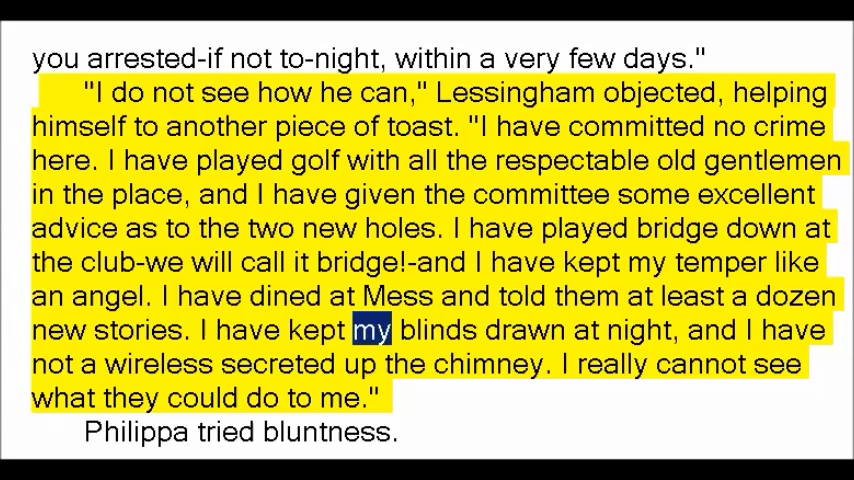 you arrested-if not to-night, within a very few days."
"I do not see how he can," Lessingham objected, helping
himself to another piece of toast. "I have committed no crime
here. I have played golf with all the respectable old gentlemen
in the place, and I have given the committee some excellent
advice as to the two new holes. I have played bridge down at
the club-we will call it bridge!-and I have kept my temper like
an angel. I have dined at Mess and told them at least a dozen
new stories. I have kept my blinds drawn at night, and I have
not a wireless secreted up the chimney. I really cannot see
what they could do to me."
Philippa tried bluntness.